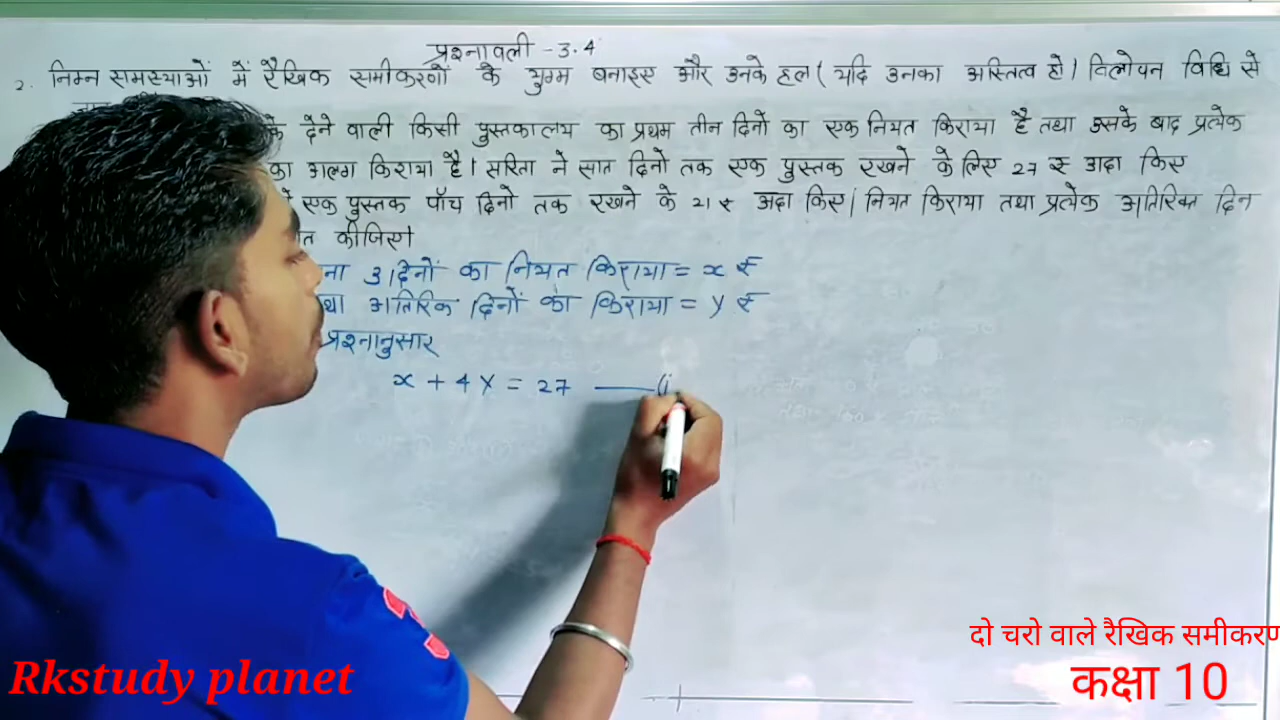 प्रश्नावली - 3.4
2. निम्न समस्याओं में रैखिक समीकरणों के युग्म बनाइए और उनके हल ( यदि उनका अस्तित्व हो ) विलोपन विधि से
के देने वाली किसी पुस्तकालय का प्रथम तीन दिनों का एक नियत किराया है तथा उसके बाद प्रत्येक
का अलग किराया है। सरिता ने सात दिनों तक एक पुस्तक रखने के लिए 27 ₹ अदा किए
एक पुस्तक पाँच दिनों तक रखने के 21 ₹ अदा किए। नियत किराया तथा प्रत्येक अतिरिक्त दिन
कीजिए।
ना 3 दिनों का नियत किराया = x ₹
था अतिरिक दिनों का किराया = y ₹
प्रश्नानुसार
x + 4y = 27 —— (i
दो चरो वाले रैखिक समीकरण
Rkstudy planet
कक्षा 10